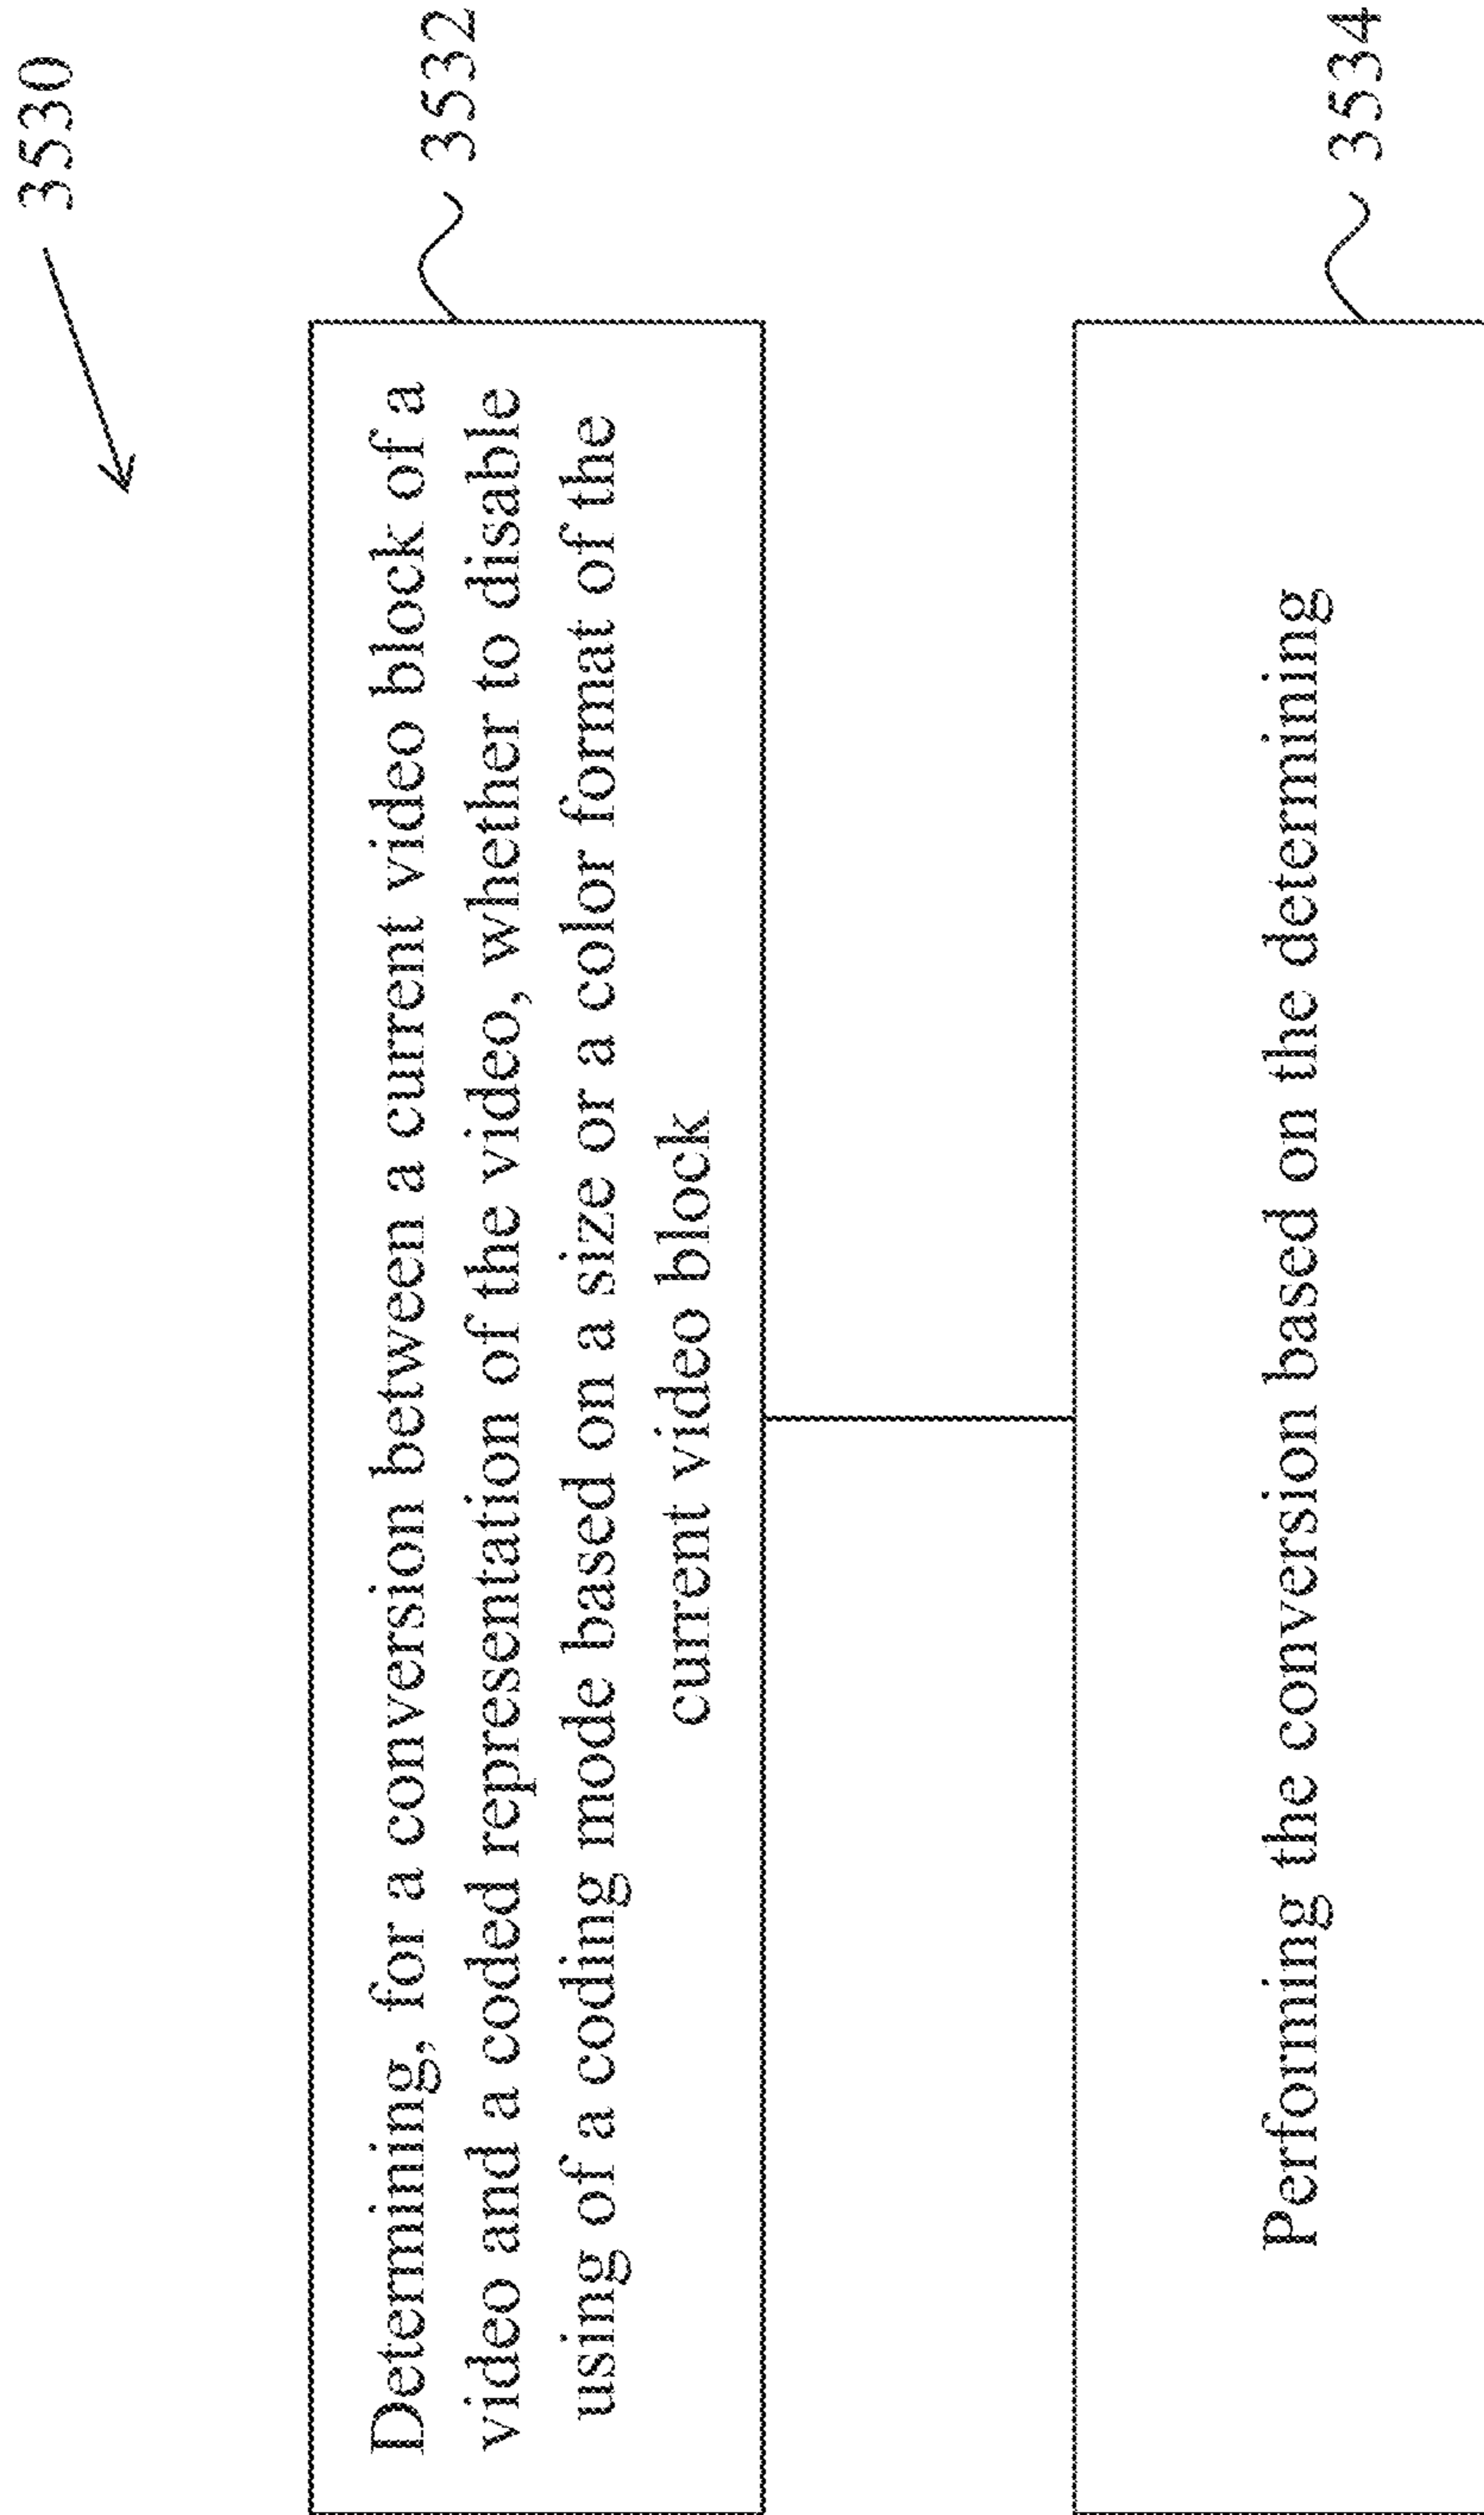 3530
Determining, for a conversion between a current video block of a
video and a coded representation of the video, whether to disable
using of a coding mode based on a size or a color format of the
current video block
3532
Performing the conversion based on the determining
3534